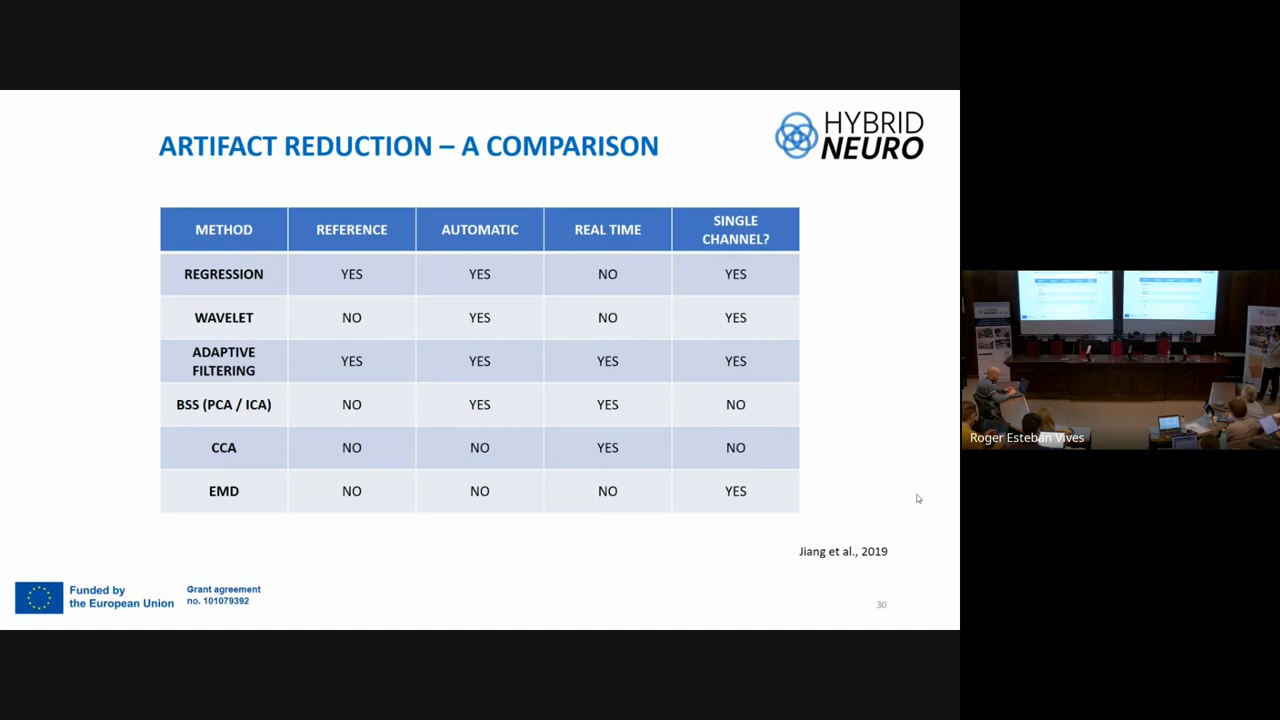 ARTIFACT REDUCTION – A COMPARISON
HYBRID
NEURO
METHOD REFERENCE AUTOMATIC REAL TIME SINGLE CHANNEL?
REGRESSION YES YES NO YES
WAVELET NO YES NO YES
ADAPTIVE FILTERING YES YES YES YES
BSS (PCA / ICA) NO YES YES NO
CCA NO NO YES NO
EMD NO NO NO YES
Jiang et al., 2019
Funded by
the European Union
Grant agreement
no. 101079392
30
Roger Esteban Vives